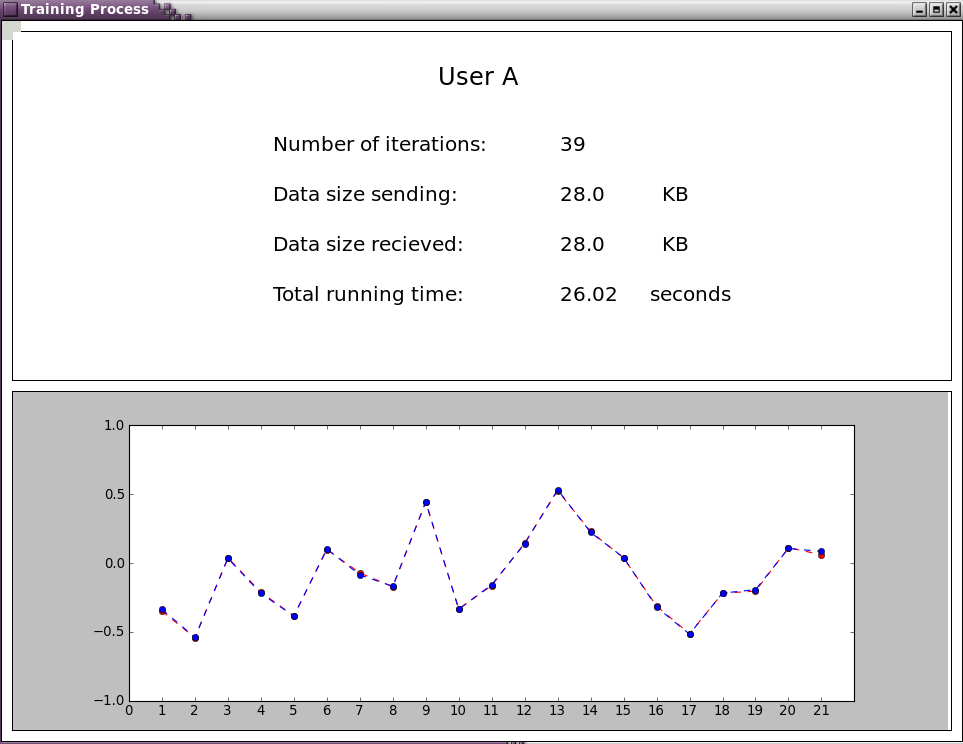 Training Process
User A
Number of iterations: 39
Data size sending: 28.0 KB
Data size recieved: 28.0 KB
Total running time: 26.02 seconds
1.0
0.5
0.0
−0.5
−1.0
0 1 2 3 4 5 6 7 8 9 10 11 12 13 14 15 16 17 18 19 20 21